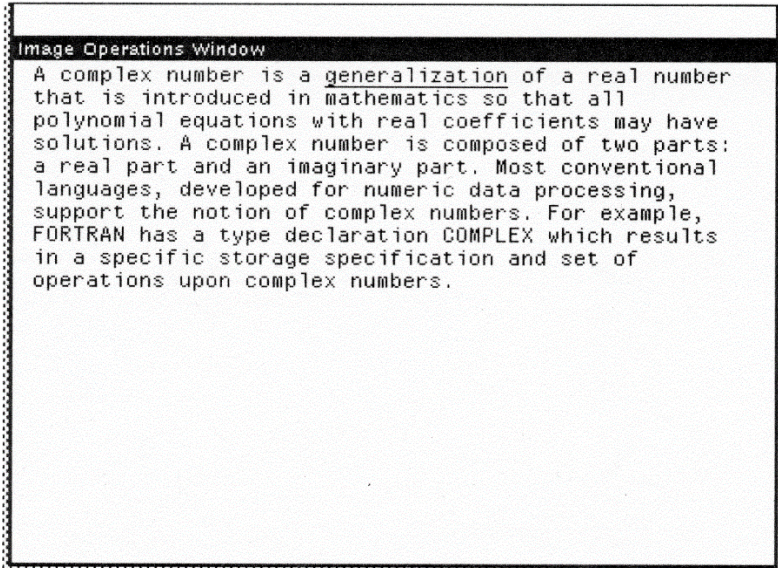 Image Operations Window
A complex number is a generalization of a real number
that is introduced in mathematics so that all
polynomial equations with real coefficients may have
solutions. A complex number is composed of two parts:
a real part and an imaginary part. Most conventional
languages, developed for numeric data processing,
support the notion of complex numbers. For example,
FORTRAN has a type declaration COMPLEX which results
in a specific storage specification and set of
operations upon complex numbers.